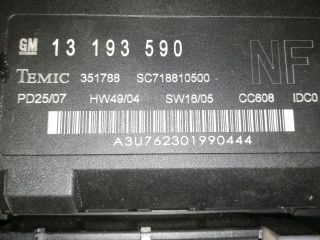 GM 13 193 590 NF
TEMIC 351788 SC718810500
PD25/07 HW49/04 SW16/05 CC608 IDC0
A3U762301990444